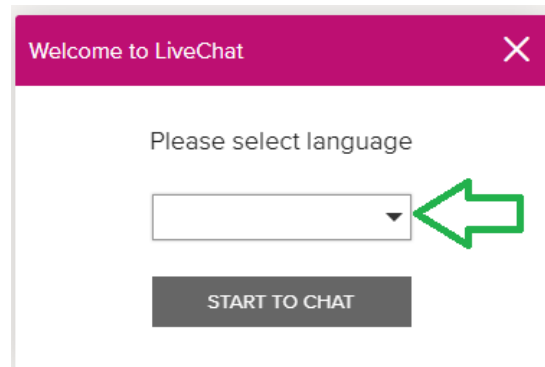 Welcome to LiveChat
Please select language
START TO CHAT